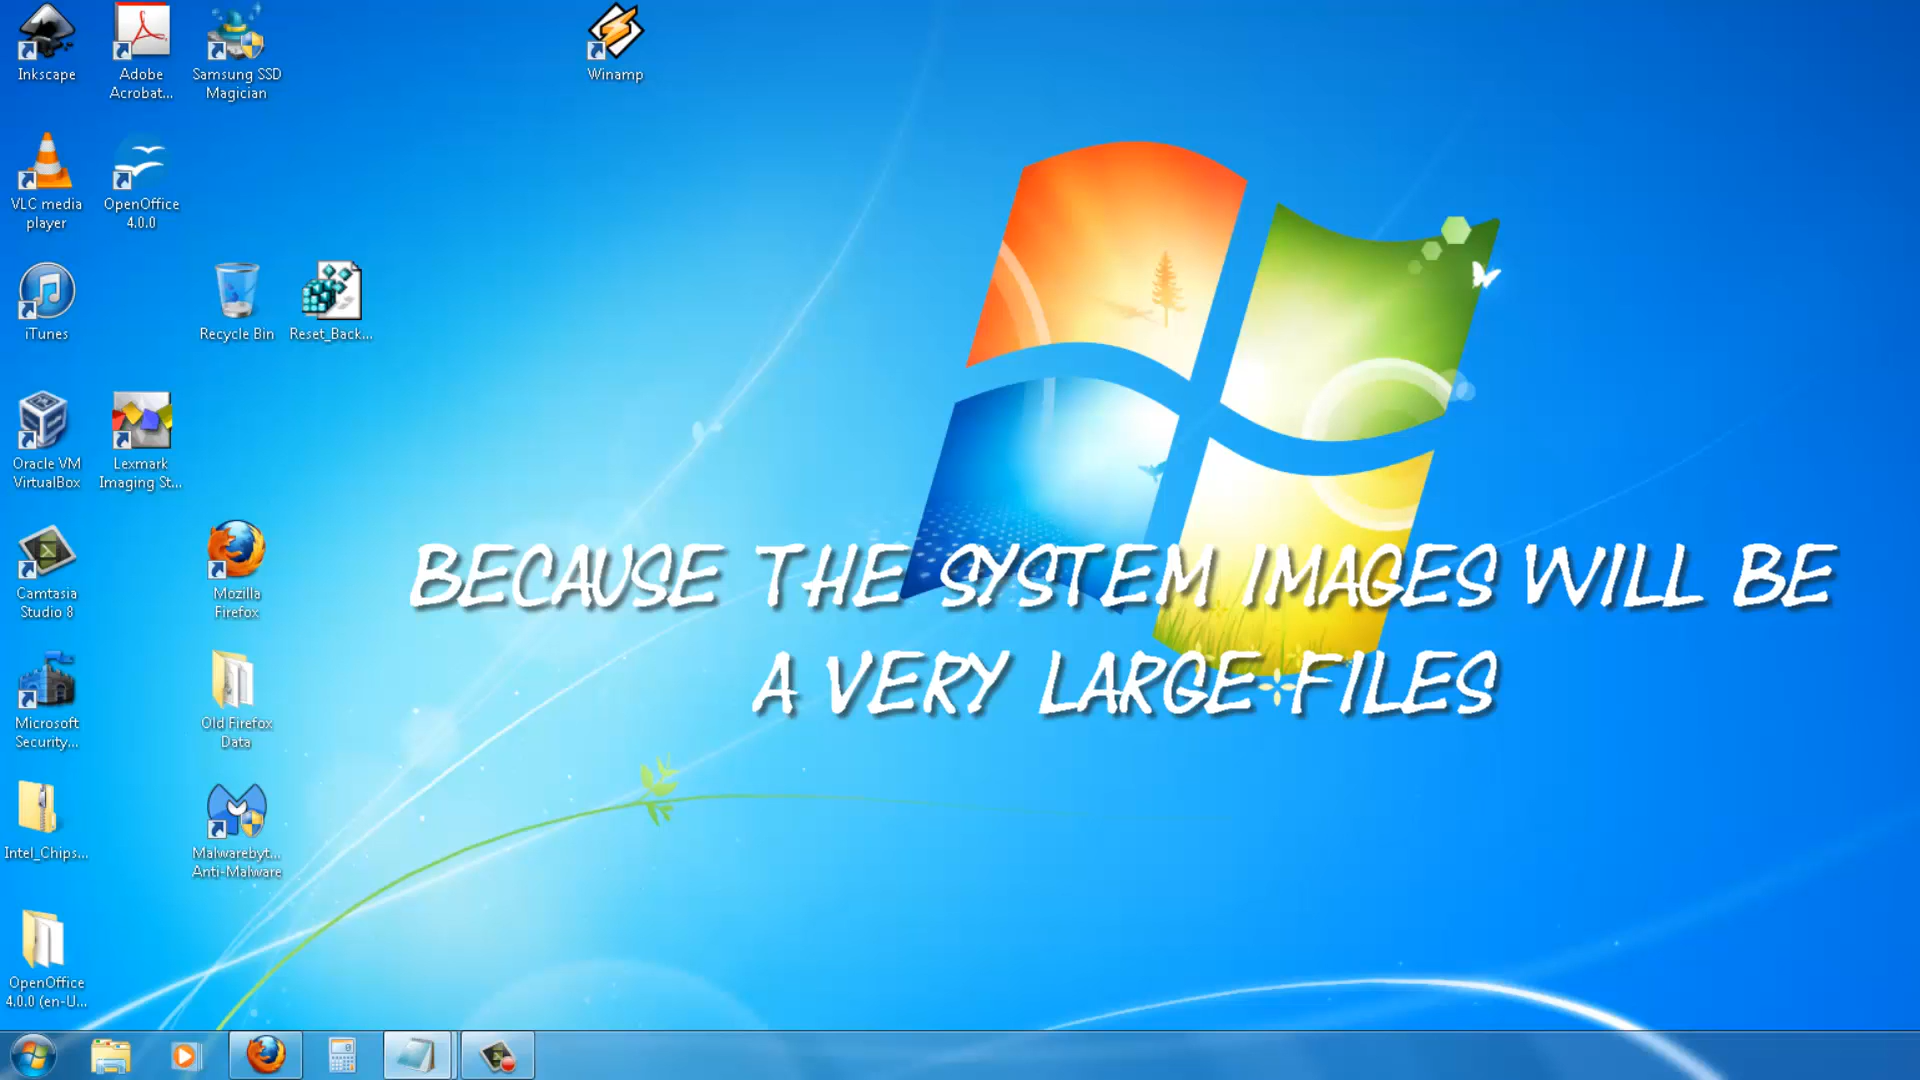 Inkscape
Adobe
Acrobat...
Samsung SSD
Magician
Winamp
VLC media
player
OpenOffice
4.0.0
iTunes
Recycle Bin
Reset_Back...
Oracle VM
VirtualBox
Lexmark
Imaging St...
Camtasia
Studio 8
Mozilla
Firefox
BECAUSE THE SYSTEM IMAGES WILL BE
A VERY LARGE FILES
Microsoft
Security...
Old Firefox
Data
Intel_Chips...
Malwarebyt...
Anti-Malware
OpenOffice
4.0.0 (en-U...